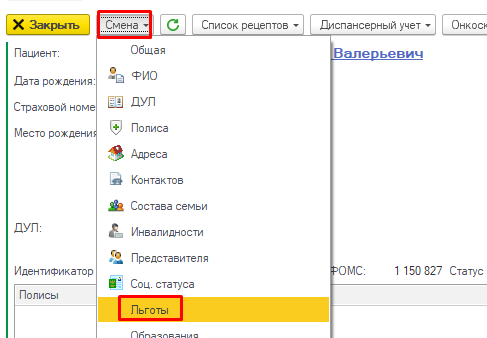 Закрыть Смена Список рецептов Диспансерный учет Онкоск
Пациент: Валерьевич
Дата рождения:
Страховой номе
Место рождения
Общая
ФИО
ДУЛ
Полиса
Адреса
Контактов
Состава семьи
Инвалидности
Представителя
Соц. статуса
Льготы
Образования
ДУЛ:
Идентификатор ФОМС: 1 150 827 Статус
Полисы